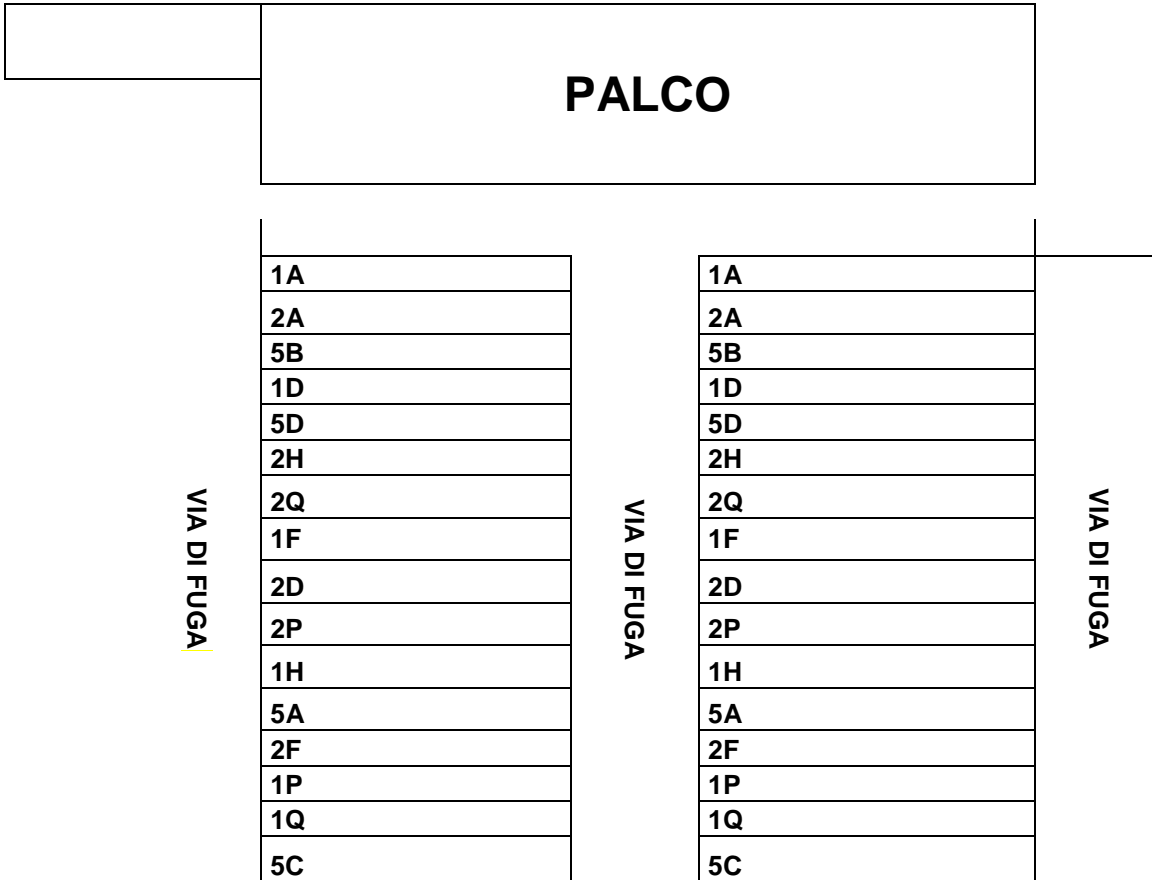 PALCO
1A 1A
2A 2A
5B 5B
1D 1D
5D 5D
2H 2H
2Q 2Q
1F 1F
2D 2D
2P 2P
1H 1H
5A 5A
2F 2F
1P 1P
1Q 1Q
5C 5C
VIA DI FUGA
VIA DI FUGA
VIA DI FUGA